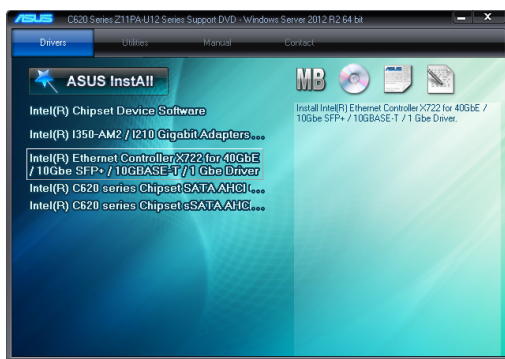 ASUS C620 Series Z11PA-U12 Series Support DVD - Windows Server 2012 R2 64 bit
Drivers Utilities Manual Contact
ASUS InstAll
MB
Intel(R) Chipset Device Software
Intel(R) I350-AM2 / I210 Gigabit Adapters...
Intel(R) Ethernet Controller X722 for 40GbE
/ 10Gbe SFP+ / 10GBASE-T / 1 Gbe Driver
Intel(R) C620 series Chipset SATA AHCI (...
Intel(R) C620 series Chipset sSATA AHC...
Install Intel(R) Ethernet Controller X722 for 40GbE /
10Gbe SFP+ / 10GBASE-T / 1 Gbe Driver.